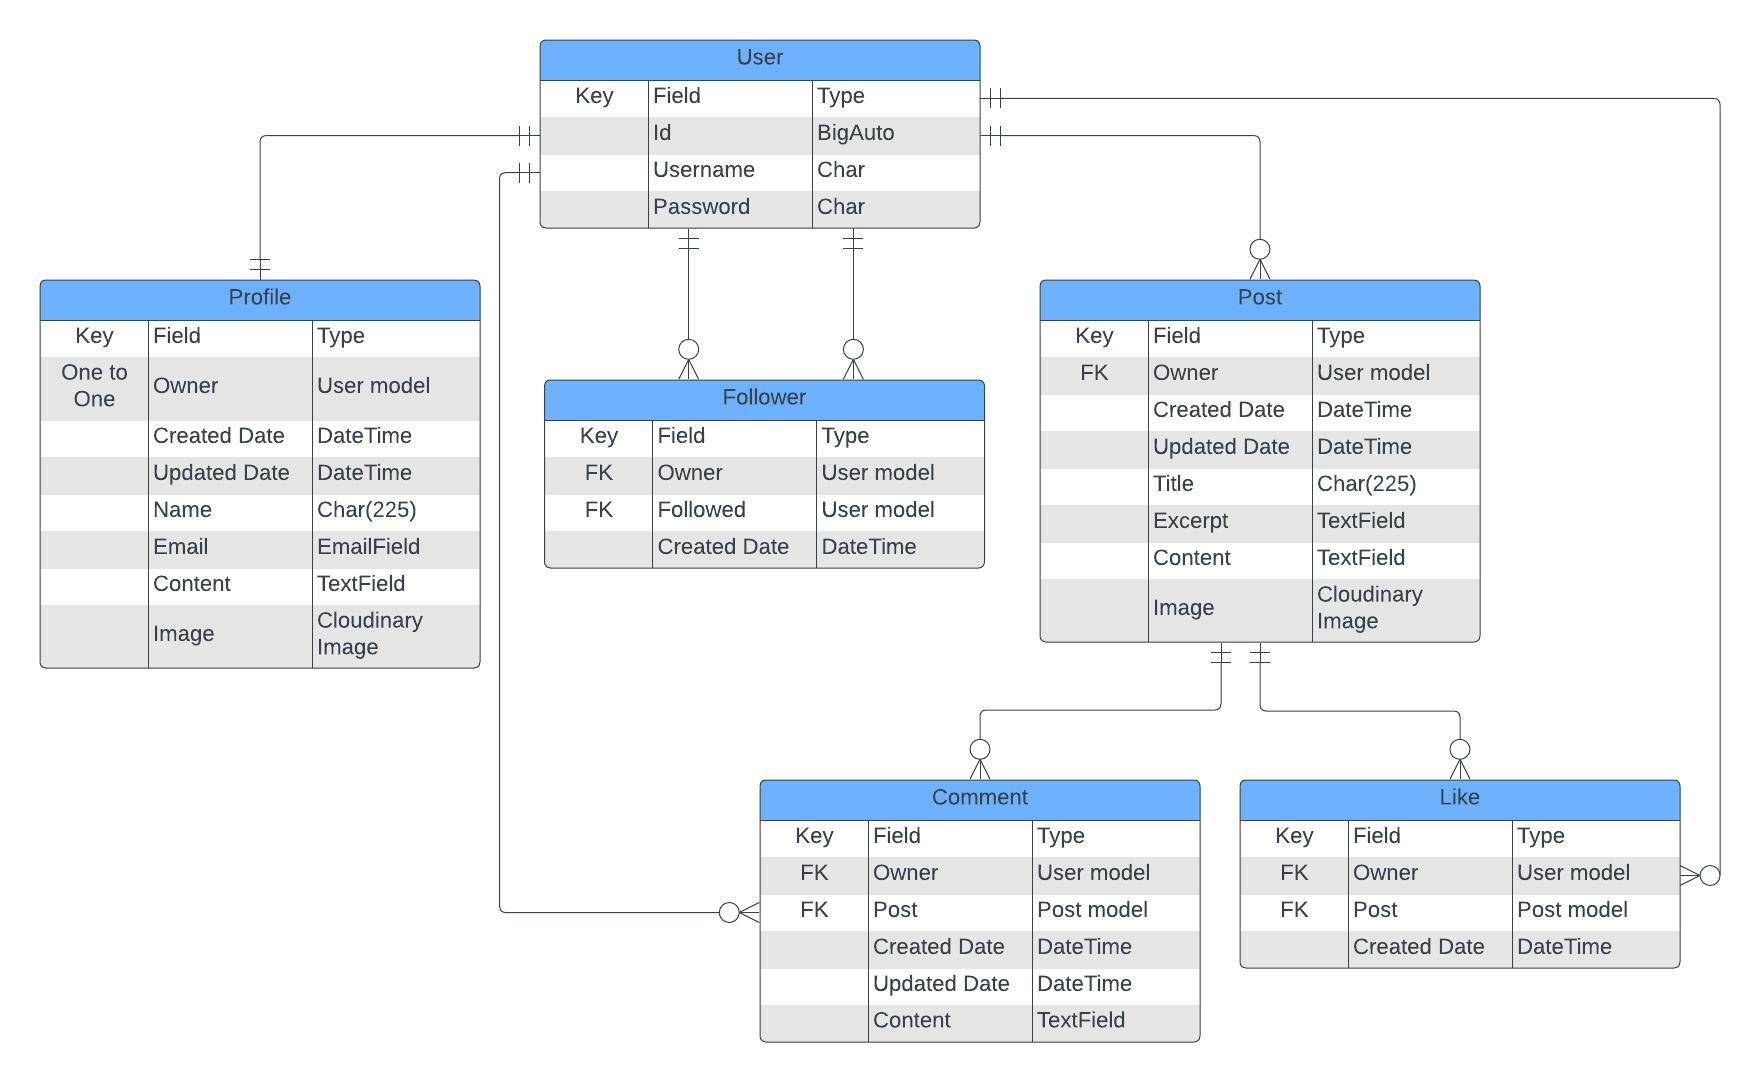 User
Key Field Type
Id BigAuto
Username Char
Password Char
Profile
Key Field Type
One to
One
Owner User model
Created Date DateTime
Updated Date DateTime
Name Char(225)
Email EmailField
Content TextField
Image Cloudinary
Image
Follower
Key Field Type
FK Owner User model
FK Followed User model
Created Date DateTime
Post
Key Field Type
FK Owner User model
Created Date DateTime
Updated Date DateTime
Title Char(225)
Excerpt TextField
Content TextField
Image Cloudinary
Image
Comment
Key Field Type
FK Owner User model
FK Post Post model
Created Date DateTime
Updated Date DateTime
Content TextField
Like
Key Field Type
FK Owner User model
FK Post Post model
Created Date DateTime